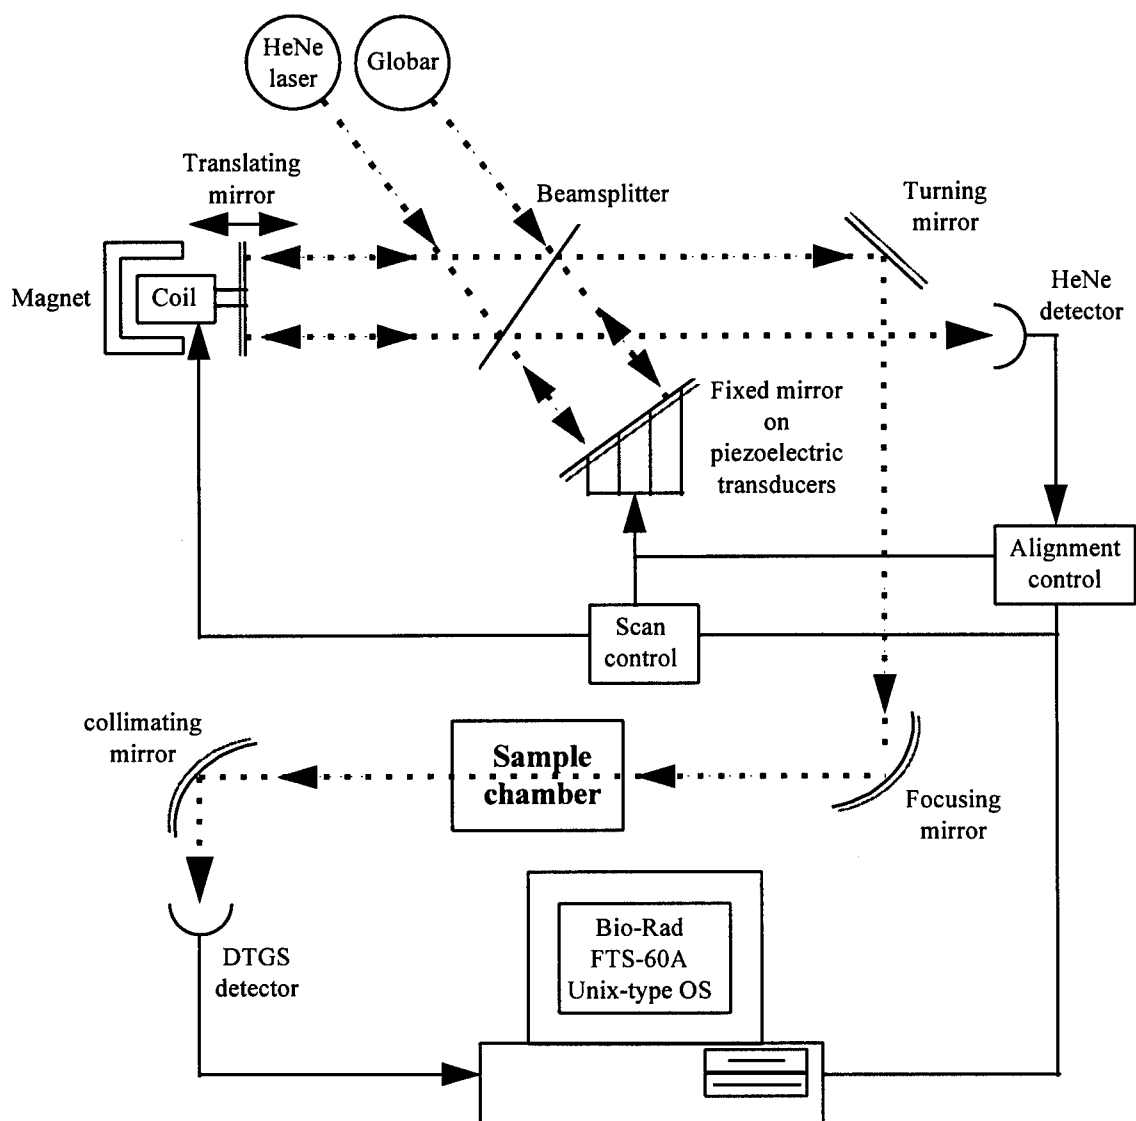 HeNe
laser
Globar
Translating
mirror
Beamsplitter
Turning
mirror
Magnet
Coil
HeNe
detector
Fixed mirror
on
piezoelectric
transducers
Alignment
control
Scan
control
collimating
mirror
Sample
chamber
Focusing
mirror
DTGS
detector
Bio-Rad
FTS-60A
Unix-type OS